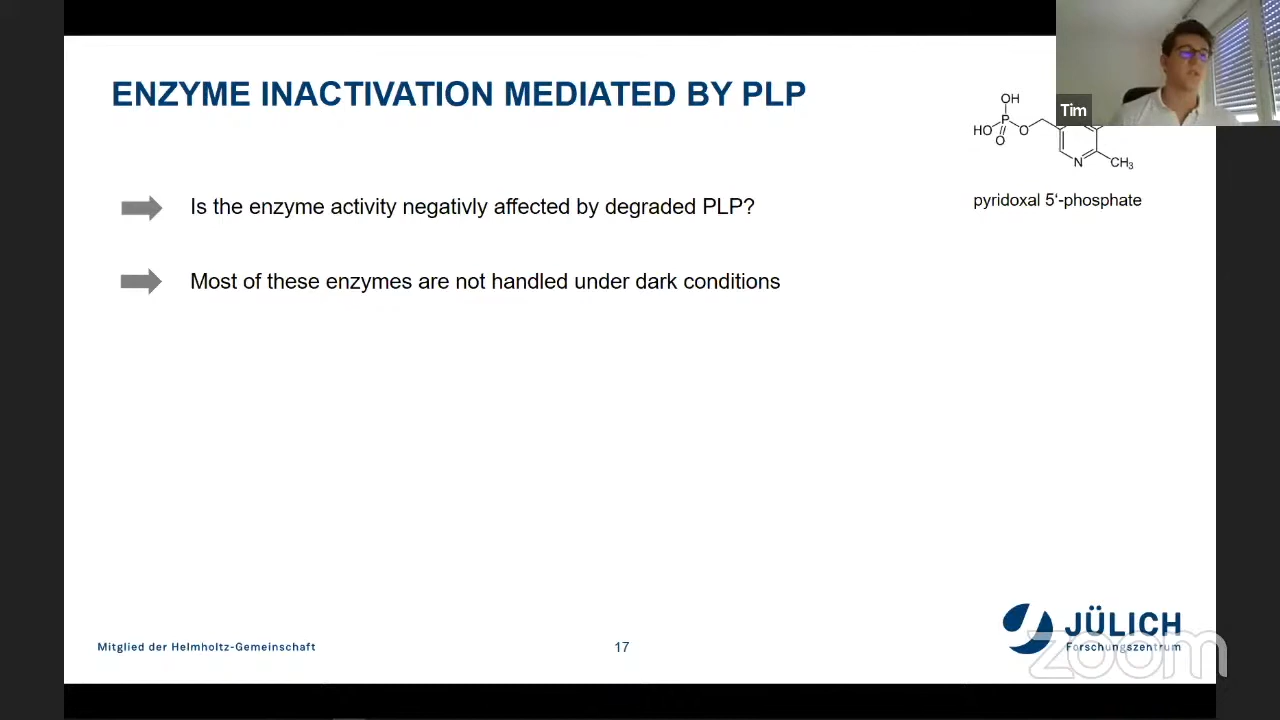 ENZYME INACTIVATION MEDIATED BY PLP
Tim
OH
HO P O
O
N CH3
pyridoxal 5'-phosphate
Is the enzyme activity negativly affected by degraded PLP?
Most of these enzymes are not handled under dark conditions
Mitglied der Helmholtz-Gemeinschaft
17
JÜLICH
Forschungszentrum
zoom